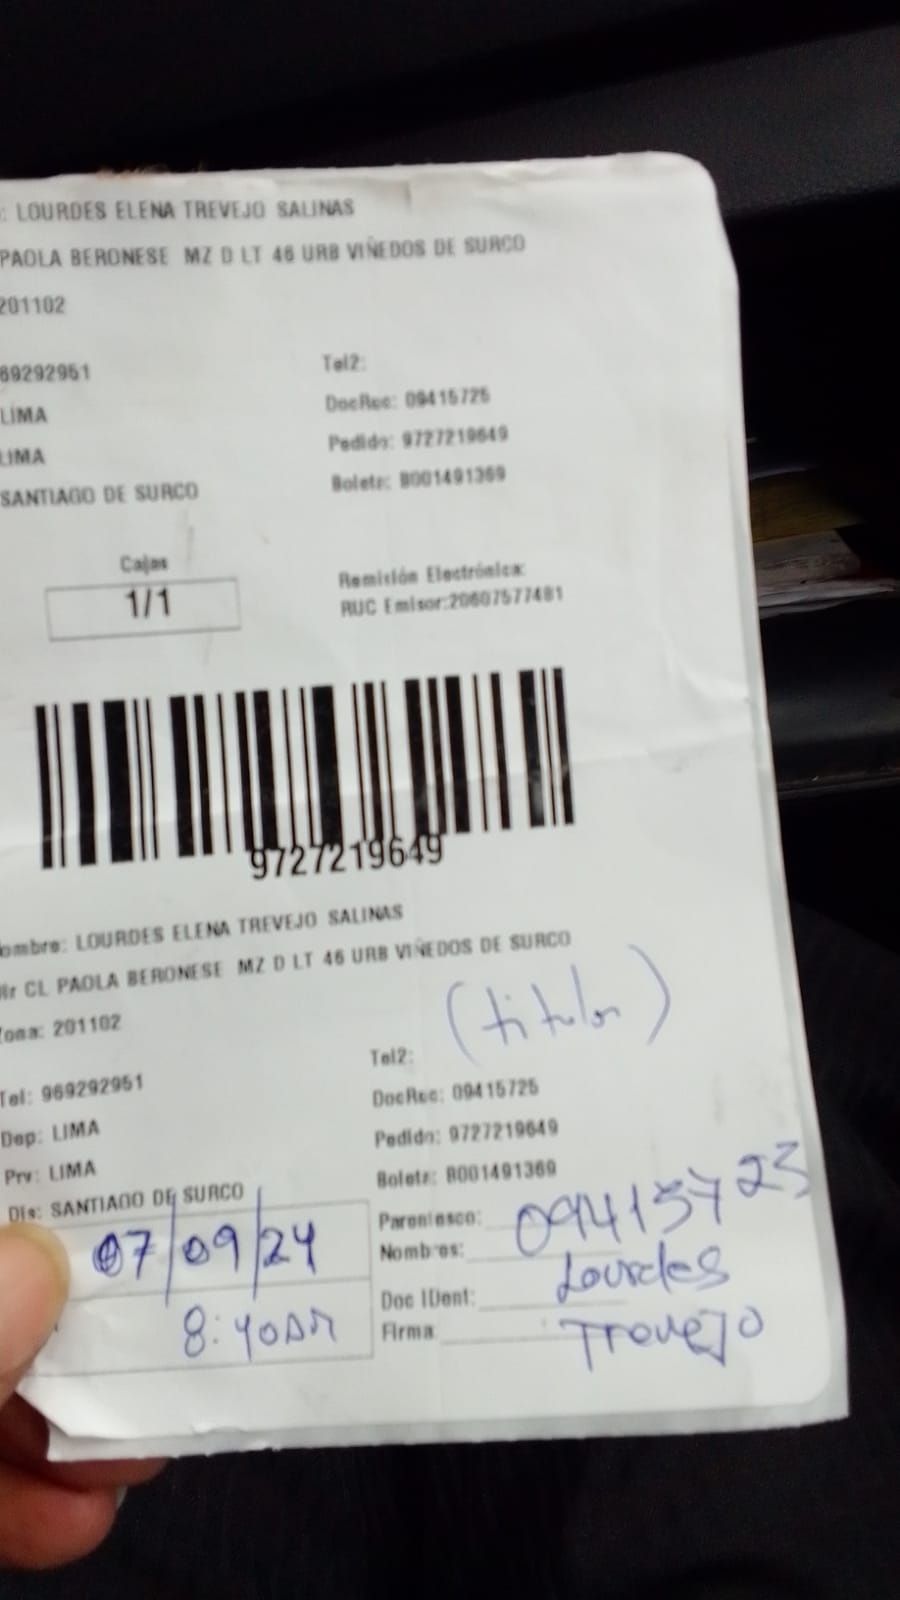 : LOURDES ELENA TREVEJO SALINAS
PAOLA BERONESE MZ D LT 46 URB VIÑEDOS DE SURCO
201102
69292951
Tel2:
LIMA
DocRec: 09415725
LIMA
Pedido: 9727219649
SANTIAGO DE SURCO
Boleta: B001491369
Cajas
1/1
Remisión Electrónica:
RUC Emisor:20607577481
9727219649
ombre: LOURDES ELENA TREVEJO SALINAS
Dir CL PAOLA BERONESE MZ D LT 46 URB VIÑEDOS DE SURCO
Zona: 201102
(titular)
Tel2:
Tel: 969292951
DocRec: 09415725
Dep: LIMA
Pedido: 9727219649
Prv: LIMA
Boleta: B001491369
Dis: SANTIAGO DE SURCO
Parentesco: 09415725
07/09/24
Nombres: Lourdes
Doc IDent:
8:40am
Firma: Trevejo